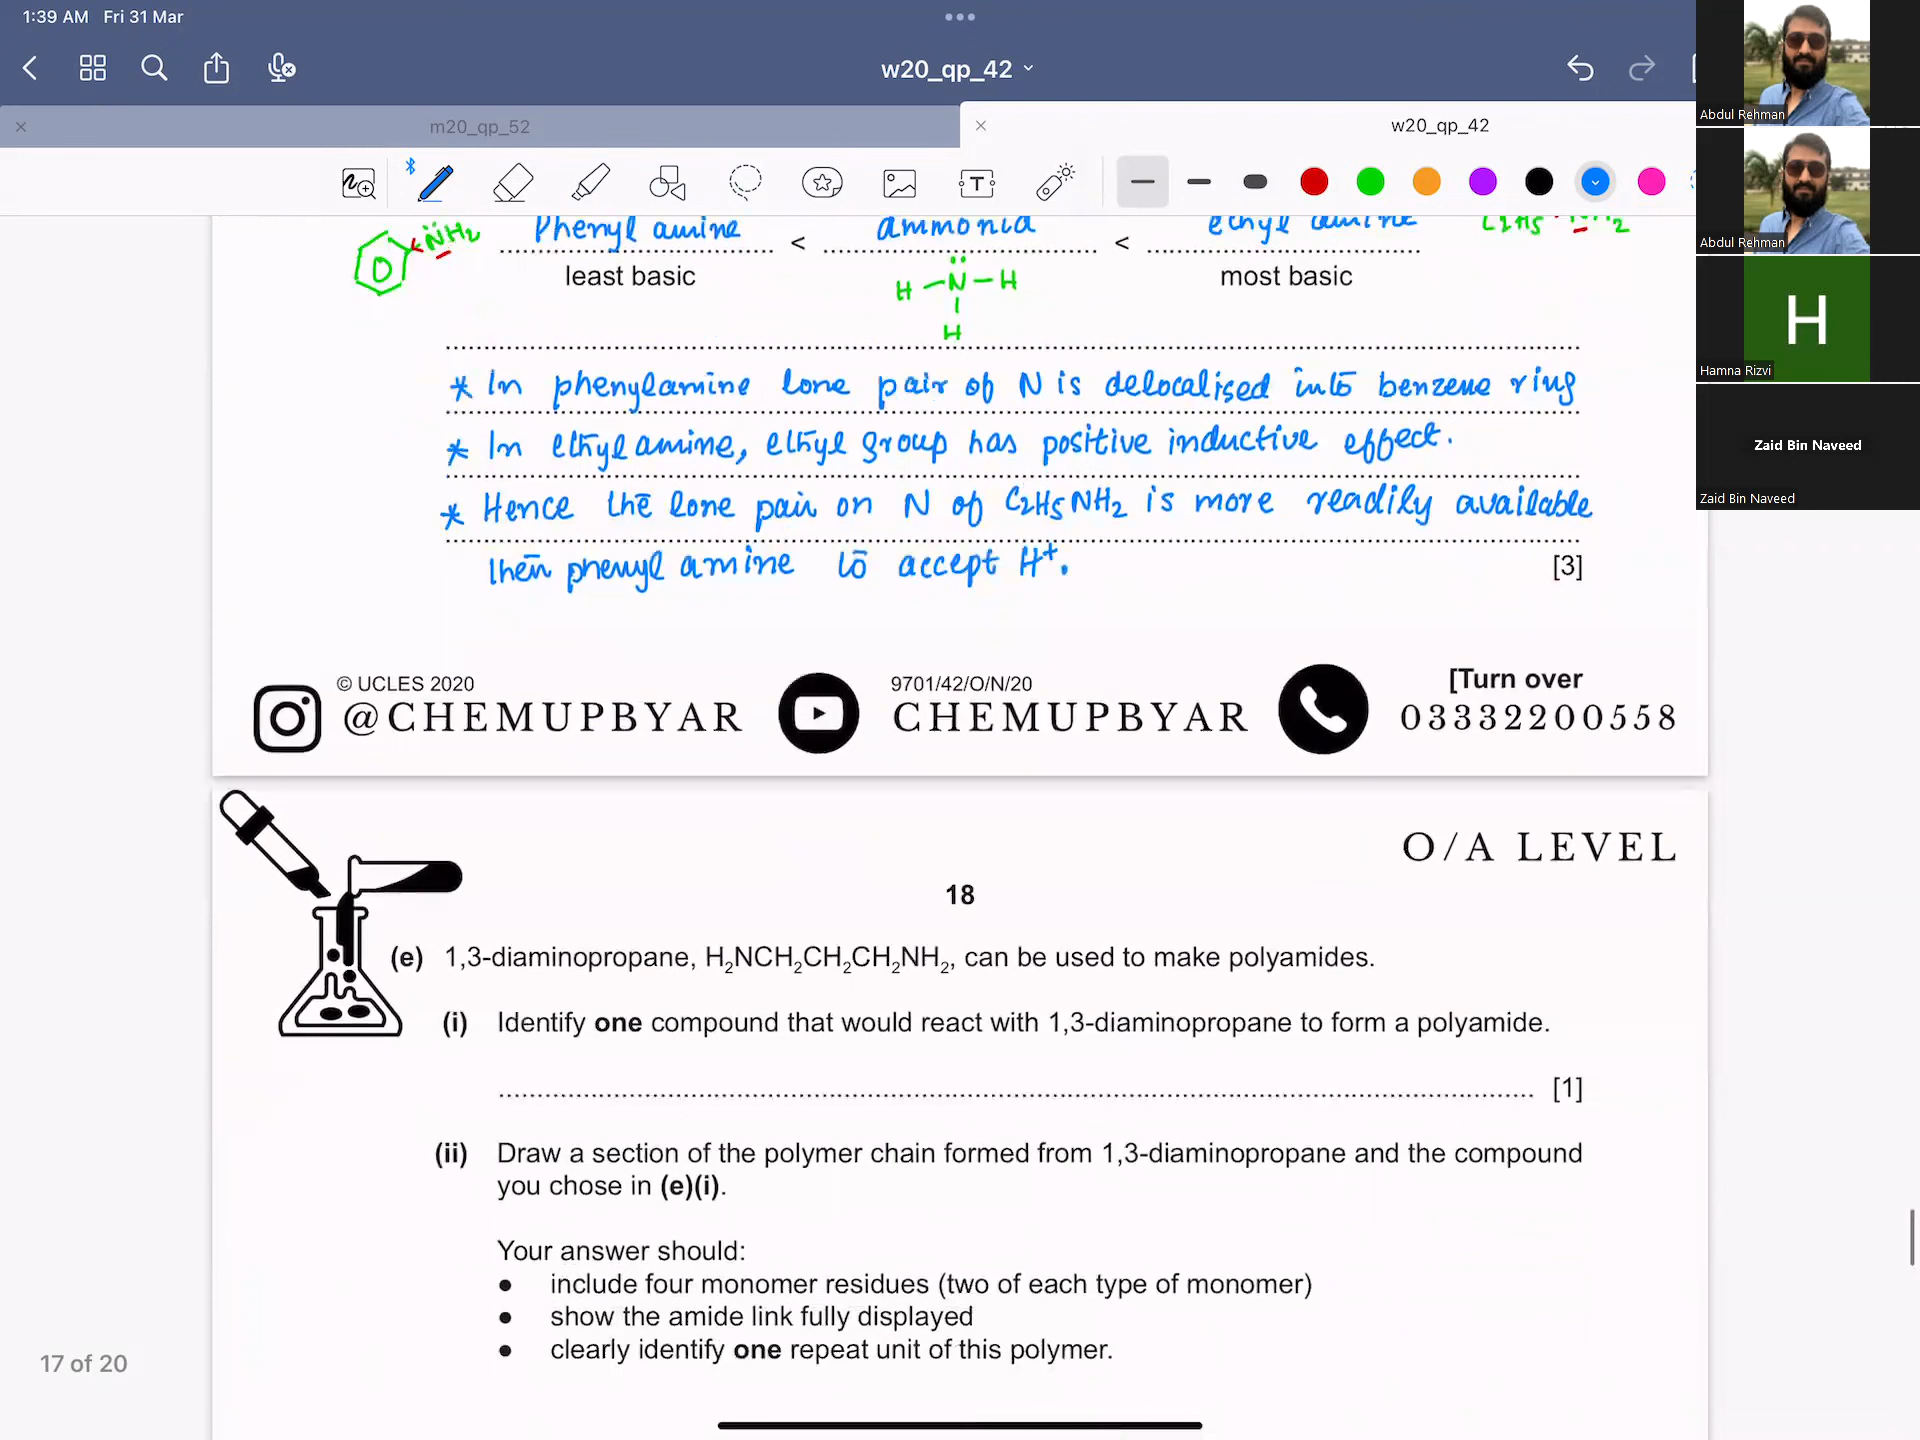 1:39 AM Fri 31 Mar
w20_qp_42
m20_qp_52
w20_qp_42
T
Abdul Rehman
Abdul Rehman
H
Hamna Rizvi
Zaid Bin Naveed
Zaid Bin Naveed
NH2 Phenyl amine < ammonia < ethyl amine C2H5 NH2
least basic H–N–H most basic
H
* In phenylamine lone pair of N is delocalised into benzene ring
* In ethylamine, ethyl group has positive inductive effect.
* Hence the lone pair on N of C2H5NH2 is more readily available
then phenyl amine to accept H⁺. [3]
© UCLES 2020 9701/42/O/N/20 [Turn over
@CHEMUPBYAR CHEMUPBYAR 03332200558
O/A LEVEL
18
(e) 1,3-diaminopropane, H₂NCH₂CH₂CH₂NH₂, can be used to make polyamides.
(i) Identify one compound that would react with 1,3-diaminopropane to form a polyamide.
[1]
(ii) Draw a section of the polymer chain formed from 1,3-diaminopropane and the compound
you chose in (e)(i).
Your answer should:
● include four monomer residues (two of each type of monomer)
● show the amide link fully displayed
● clearly identify one repeat unit of this polymer.
17 of 20